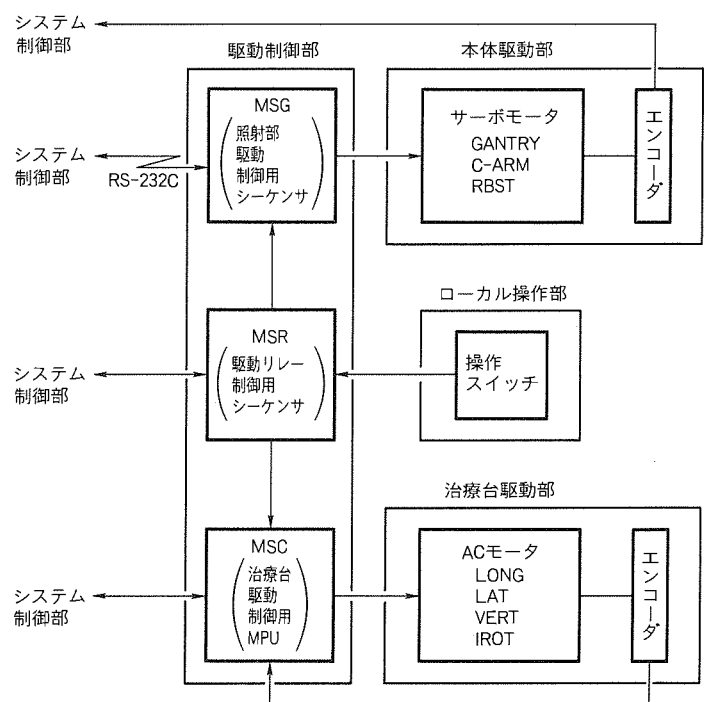 システム
制御部
駆動制御部
本体駆動部
MSG
照射部
駆動
制御用
シーケンサ
サーボモータ
GANTRY
C-ARM
RBST
エンコーダ
システム
制御部
RS-232C
ローカル操作部
MSR
駆動リレー
制御用
シーケンサ
操作
スイッチ
システム
制御部
治療台駆動部
MSC
治療台
駆動
制御用
MPU
ACモータ
LONG
LAT
VERT
IROT
エンコーダ
システム
制御部